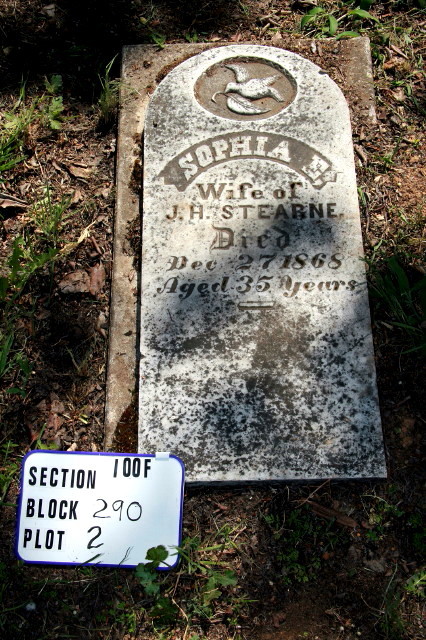 SOPHIA E.
Wife of
J.H. STEARNE.
Died
Dec 27 1868
Aged 35 Years
SECTION 100F
BLOCK 290
PLOT 2